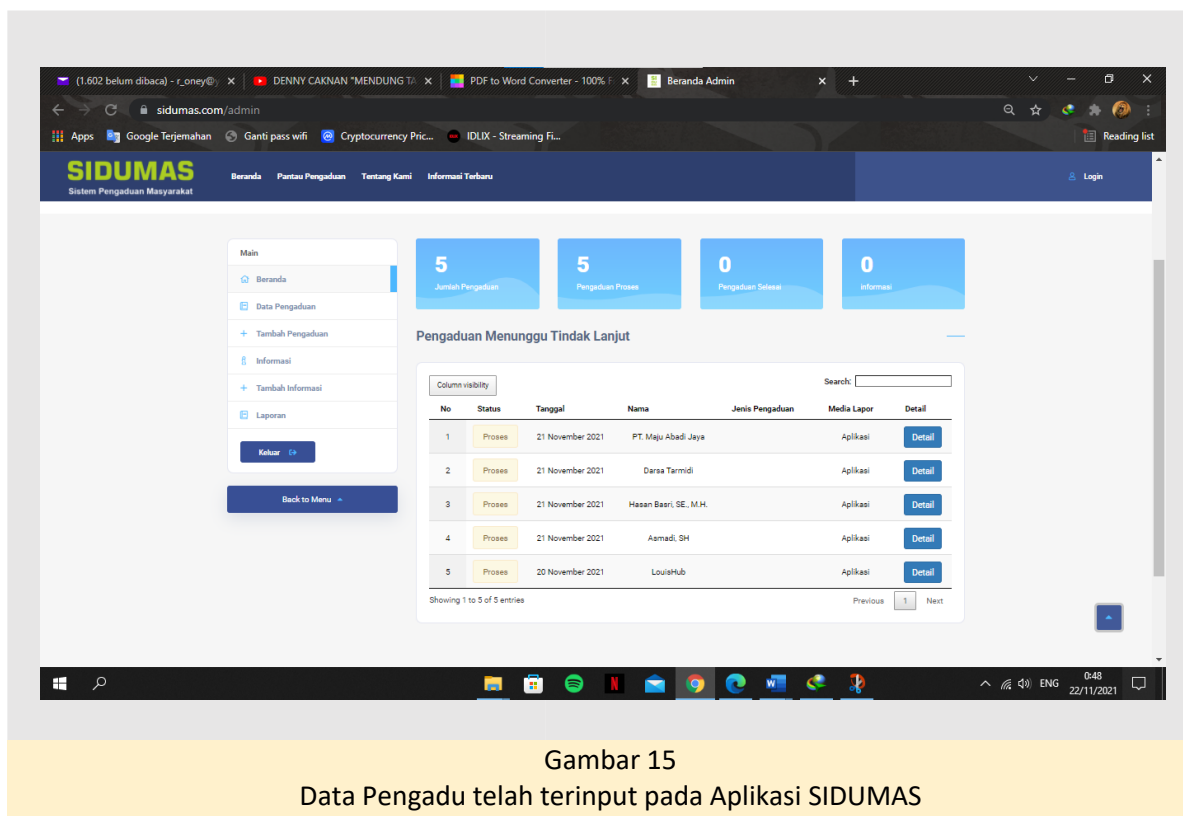 (1.602 belum dibaca) - r_oney@y
DENNY CAKNAN "MENDUNG TA
PDF to Word Converter - 100% F
Beranda Admin
sidumas.com/admin
Apps Google Terjemahan Ganti pass wifi Cryptocurrency Pric... IDLIX - Streaming Fi... Reading list
SIDUMAS
Sistem Pengaduan Masyarakat
Beranda Pantau Pengaduan Tentang Kami Informasi Terbaru Login
Main
Beranda
Data Pengaduan
Tambah Pengaduan
Informasi
Tambah Informasi
Laporan
Keluar
Back to Menu
5 5 0 0
Jumlah Pengaduan Pengaduan Proses Pengaduan Selesai informasi
Pengaduan Menunggu Tindak Lanjut
Column visibility Search:
No Status Tanggal Nama Jenis Pengaduan Media Lapor Detail
1 Proses 21 November 2021 PT. Maju Abadi Jaya Aplikasi Detail
2 Proses 21 November 2021 Darsa Tarmidi Aplikasi Detail
3 Proses 21 November 2021 Hasan Basri, SE., M.H. Aplikasi Detail
4 Proses 21 November 2021 Asmadi, SH Aplikasi Detail
5 Proses 20 November 2021 LouisHub Aplikasi Detail
Showing 1 to 5 of 5 entries Previous 1 Next
ENG 0:48
22/11/2021
Gambar 15
Data Pengadu telah terinput pada Aplikasi SIDUMAS